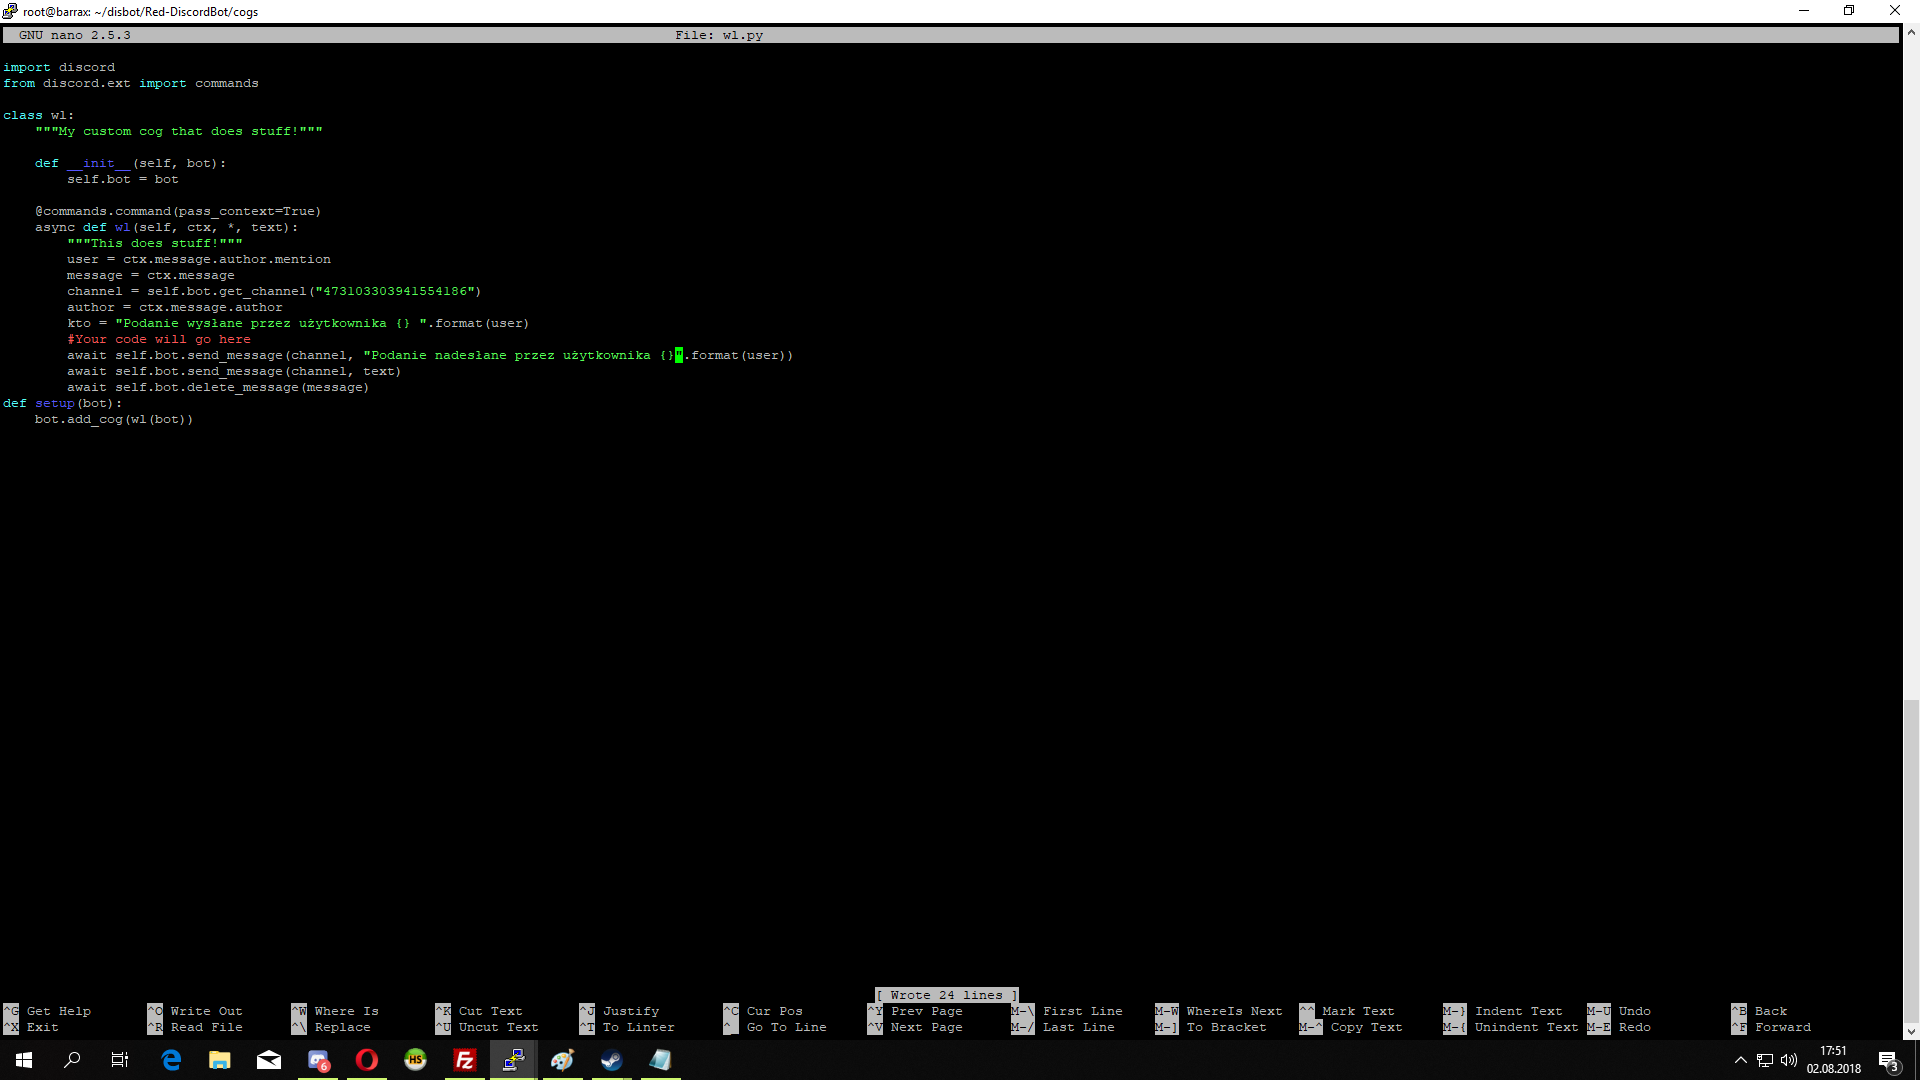 root@barrax: ~/disbot/Red-DiscordBot/cogs
GNU nano 2.5.3 File: wl.py
import discord
from discord.ext import commands
class wl:
"""My custom cog that does stuff!"""
def __init__(self, bot):
self.bot = bot
@commands.command(pass_context=True)
async def wl(self, ctx, *, text):
"""This does stuff!"""
user = ctx.message.author.mention
message = ctx.message
channel = self.bot.get_channel("473103303941554186")
author = ctx.message.author
kto = "Podanie wysłane przez użytkownika {} ".format(user)
#Your code will go here
await self.bot.send_message(channel, "Podanie nadesłane przez użytkownika {}".format(user))
await self.bot.send_message(channel, text)
await self.bot.delete_message(message)
def setup(bot):
bot.add_cog(wl(bot))
[ Wrote 24 lines ]
^G Get Help ^O Write Out ^W Where Is ^K Cut Text ^J Justify ^C Cur Pos ^Y Prev Page M-\ First Line M-W WhereIs Next ^^ Mark Text M-} Indent Text M-U Undo ^B Back
^X Exit ^R Read File ^\ Replace ^U Uncut Text ^T To Linter ^_ Go To Line ^V Next Page M-/ Last Line M-] To Bracket M-^ Copy Text M-{ Unindent Text M-E Redo ^F Forward
6
HS
Fz
17:51
02.08.2018
3